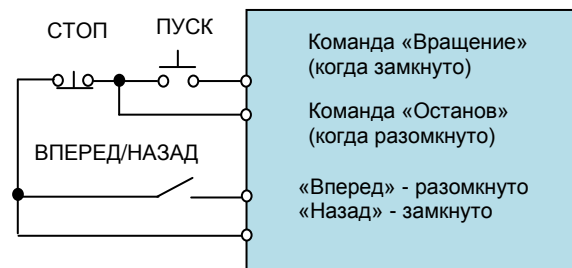 СТОП
ПУСК
Команда «Вращение»
(когда замкнуто)
Команда «Останов»
(когда разомкнуто)
ВПЕРЕД/НАЗАД
«Вперед» - разомкнуто
«Назад» - замкнуто